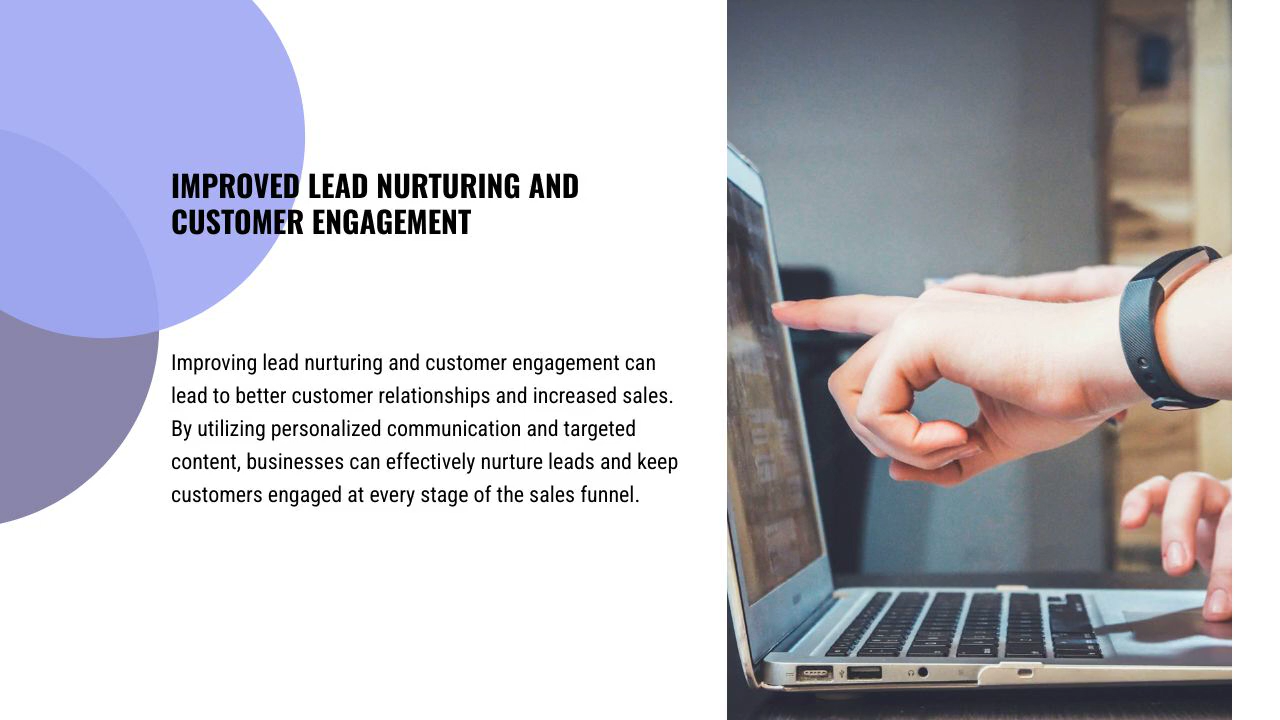 IMPROVED LEAD NURTURING AND
CUSTOMER ENGAGEMENT
Improving lead nurturing and customer engagement can
lead to better customer relationships and increased sales.
By utilizing personalized communication and targeted
content, businesses can effectively nurture leads and keep
customers engaged at every stage of the sales funnel.